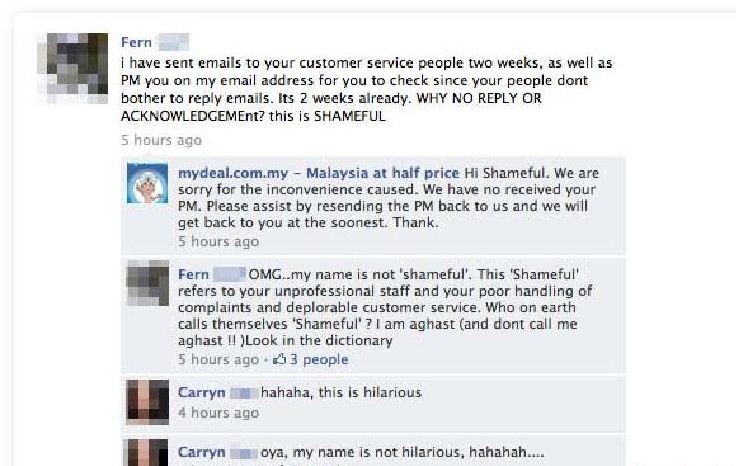 Fern
i have sent emails to your customer service people two weeks, as well as
PM you on my email address for you to check since your people dont
bother to reply emails. Its 2 weeks already. WHY NO REPLY OR
ACKNOWLEDGEMEnt? this is SHAMEFUL
5 hours ago
mydeal.com.my – Malaysia at half price Hi Shameful. We are
sorry for the inconvenience caused. We have no received your
PM. Please assist by resending the PM back to us and we will
get back to you at the soonest. Thank.
5 hours ago
Fern OMG..my name is not 'shameful'. This 'Shameful'
refers to your unprofessional staff and your poor handling of
complaints and deplorable customer service. Who on earth
calls themselves 'Shameful' ? I am aghast (and dont call me
aghast !! )Look in the dictionary
5 hours ago · 3 people
Carryn hahaha, this is hilarious
4 hours ago
Carryn oya, my name is not hilarious, hahahah....